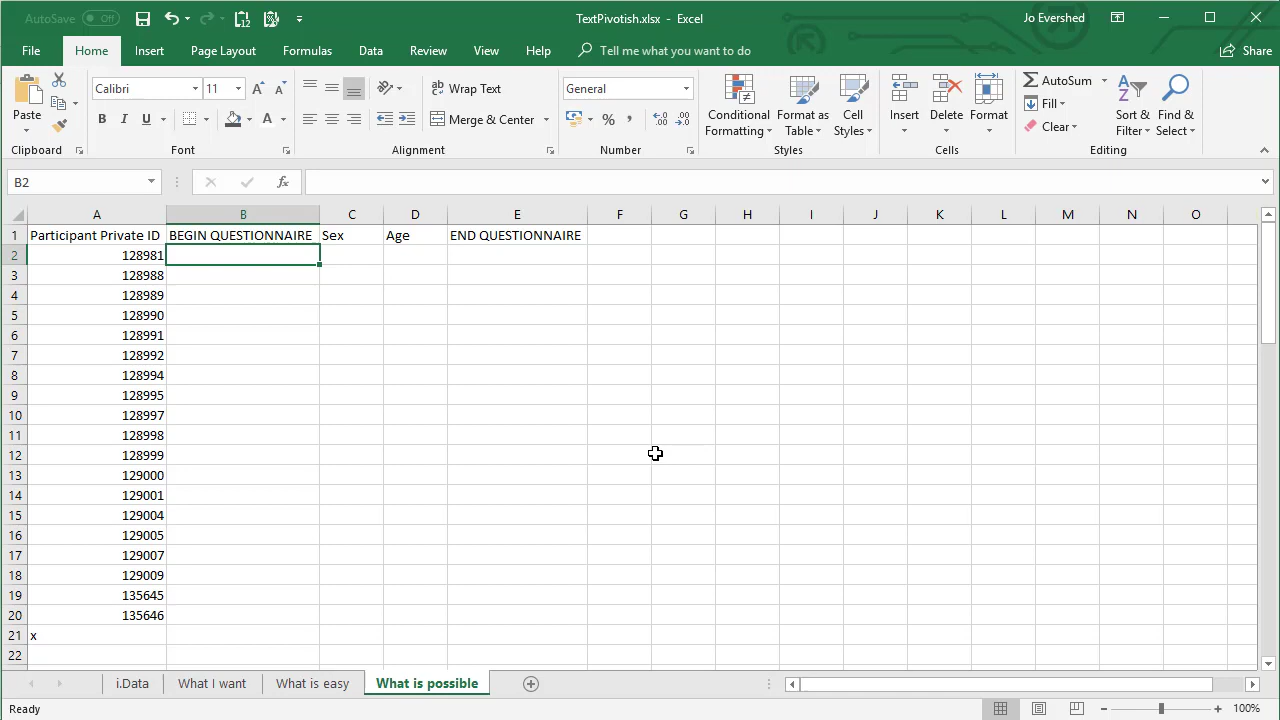 AutoSave Off TextPivotish.xlsx - Excel Jo Evershed
File Home Insert Page Layout Formulas Data Review View Help Tell me what you want to do Share
Paste Calibri 11 A A Wrap Text General Conditional Formatting Format as Table Cell Styles Insert Delete Format AutoSum Sort & Filter Find & Select
B I U A Merge & Center % , Fill
Clear
Clipboard Font Alignment Number Styles Cells Editing
B2 fx
A B C D E F G H I J K L M N O
1 Participant Private ID BEGIN QUESTIONNAIRE Sex Age END QUESTIONNAIRE
2 128981
3 128988
4 128989
5 128990
6 128991
7 128992
8 128994
9 128995
10 128997
11 128998
12 128999
13 129000
14 129001
15 129004
16 129005
17 129007
18 129009
19 135645
20 135646
21 x
22
i.Data What I want What is easy What is possible
Ready 100%